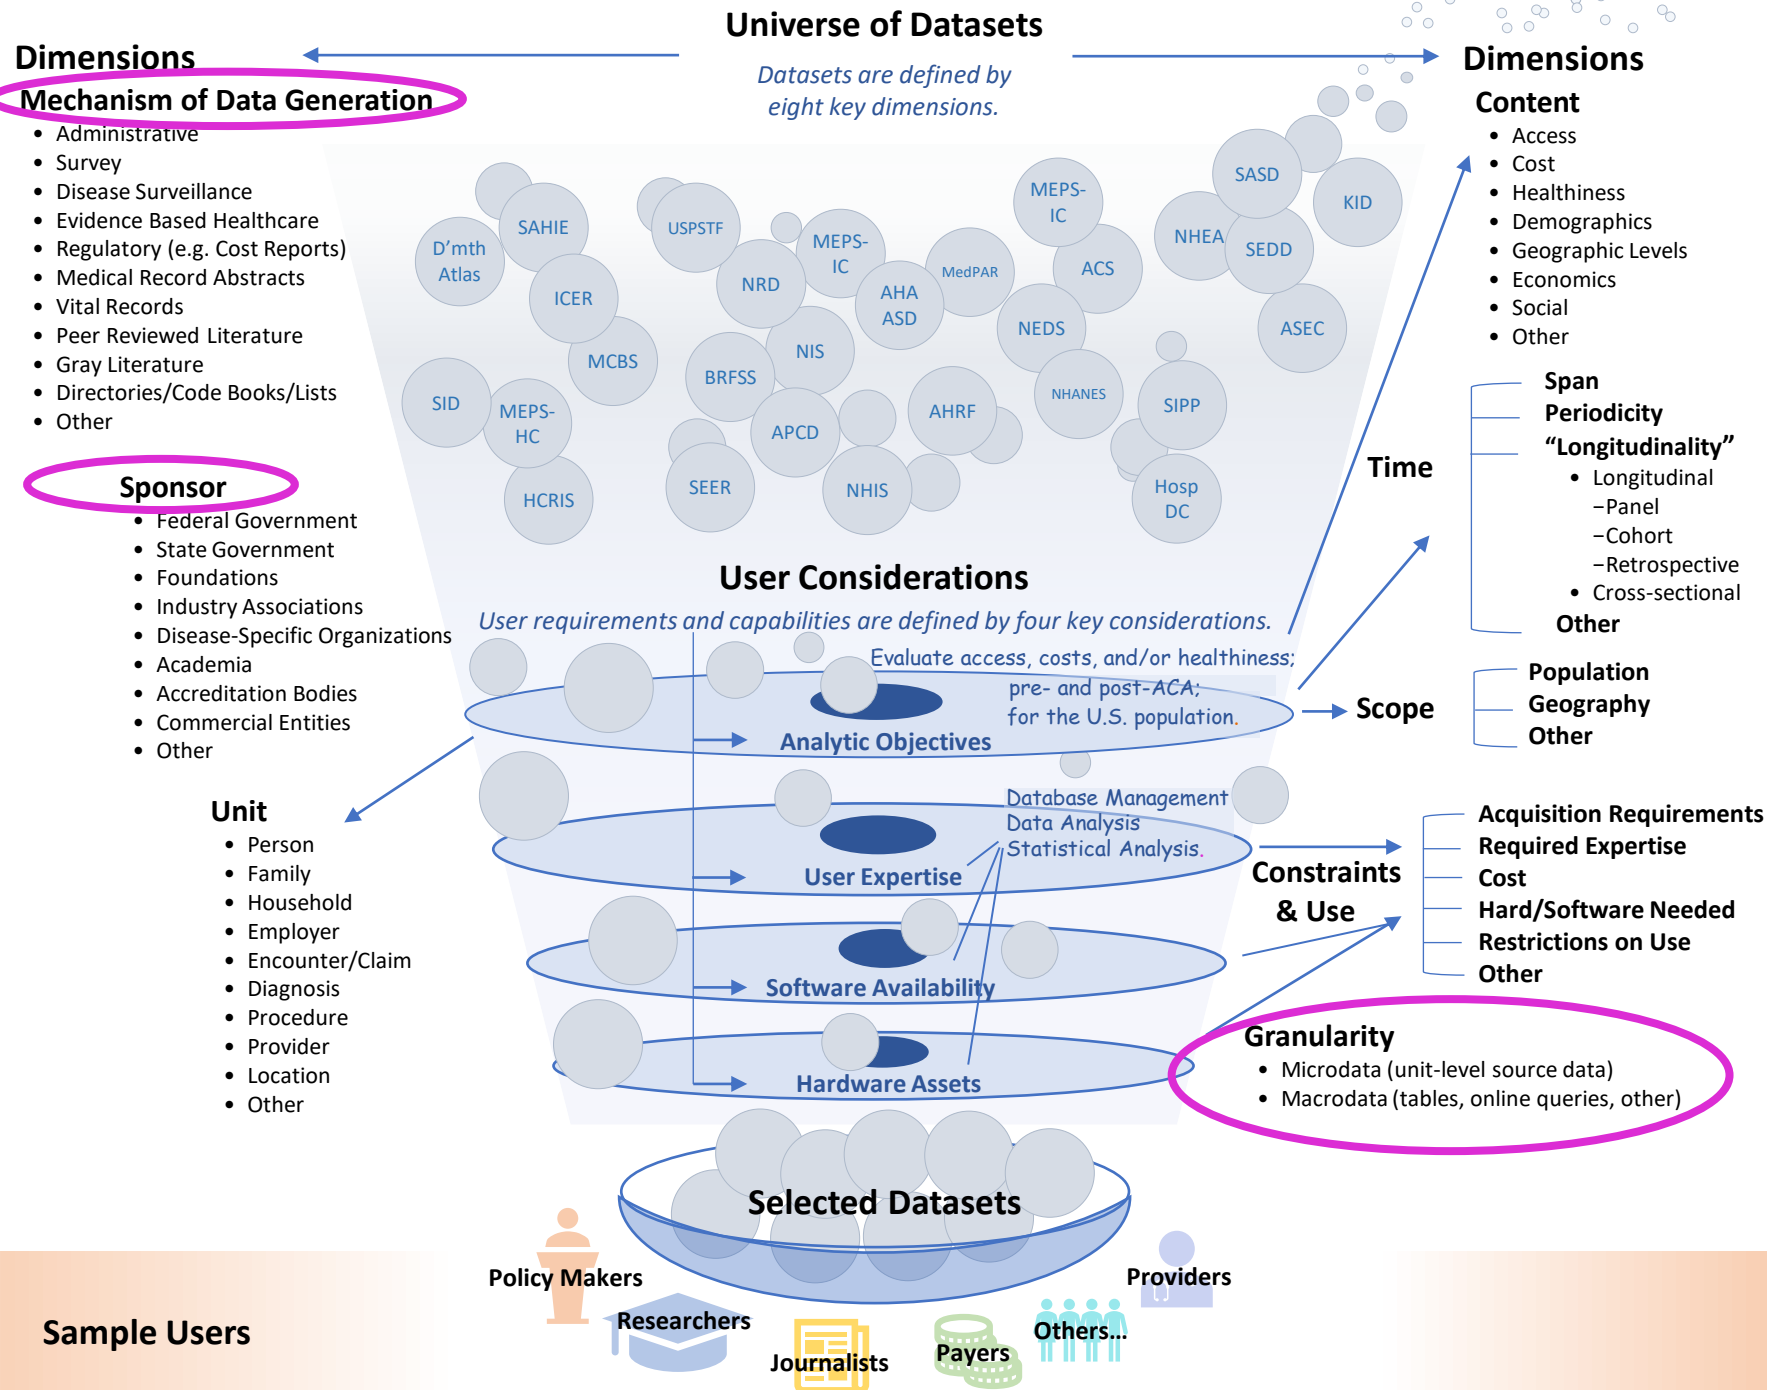 Universe of Datasets
Datasets are defined by
eight key dimensions.
Dimensions
Mechanism of Data Generation
• Administrative
• Survey
• Disease Surveillance
• Evidence Based Healthcare
• Regulatory (e.g. Cost Reports)
• Medical Record Abstracts
• Vital Records
• Peer Reviewed Literature
• Gray Literature
• Directories/Code Books/Lists
• Other
Sponsor
• Federal Government
• State Government
• Foundations
• Industry Associations
• Disease-Specific Organizations
• Academia
• Accreditation Bodies
• Commercial Entities
• Other
Unit
• Person
• Family
• Household
• Employer
• Encounter/Claim
• Diagnosis
• Procedure
• Provider
• Location
• Other
D'mth
Atlas
SAHIE
ICER
MCBS
SID
MEPS-
HC
HCRIS
USPSTF
NRD
MEPS-
IC
AHA
ASD
MedPAR
NIS
BRFSS
APCD
SEER
NHIS
AHRF
MEPS-
IC
ACS
NEDS
NHANES
SIPP
Hosp
DC
NHEA
SASD
SEDD
KID
ASEC
User Considerations
User requirements and capabilities are defined by four key considerations.
Evaluate access, costs, and/or healthiness;
pre- and post-ACA;
for the U.S. population.
Analytic Objectives
Database Management
Data Analysis
Statistical Analysis.
User Expertise
Software Availability
Hardware Assets
Dimensions
Content
• Access
• Cost
• Healthiness
• Demographics
• Geographic Levels
• Economics
• Social
• Other
Time
Span
Periodicity
“Longitudinality”
• Longitudinal
–Panel
–Cohort
–Retrospective
• Cross-sectional
Other
Scope
Population
Geography
Other
Constraints
& Use
Acquisition Requirements
Required Expertise
Cost
Hard/Software Needed
Restrictions on Use
Other
Granularity
• Microdata (unit-level source data)
• Macrodata (tables, online queries, other)
Selected Datasets
Sample Users
Policy Makers
Researchers
Journalists
Payers
Others...
Providers